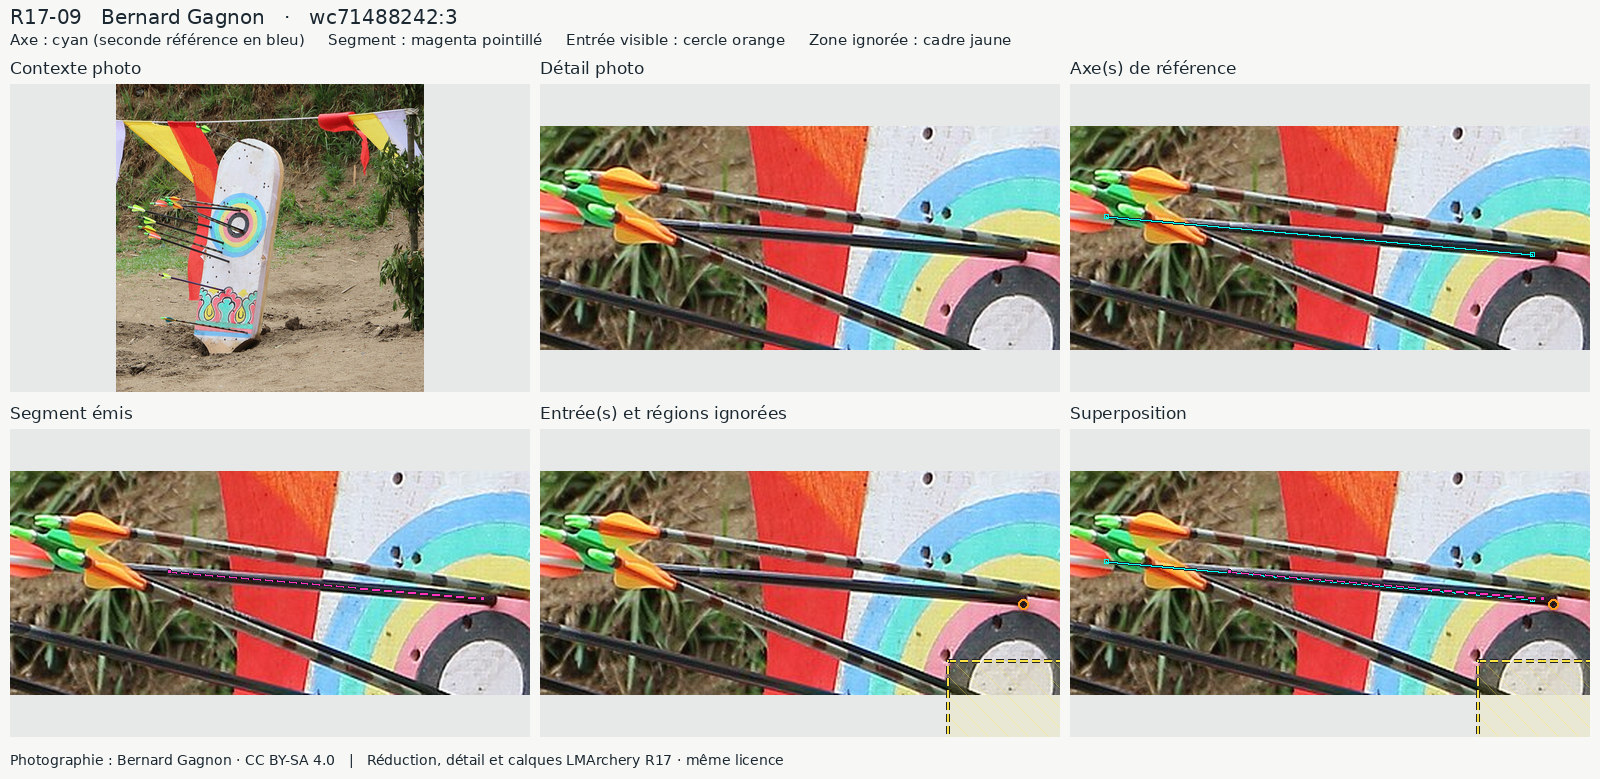 R17-09   Bernard Gagnon   ·   wc71488242:3
Axe : cyan (seconde référence en bleu)     Segment : magenta pointillé     Entrée visible : cercle orange     Zone ignorée : cadre jaune
Contexte photo
Détail photo
Axe(s) de référence
Segment émis
Entrée(s) et régions ignorées
Superposition
Photographie : Bernard Gagnon · CC BY-SA 4.0   |   Réduction, détail et calques LMArchery R17 · même licence